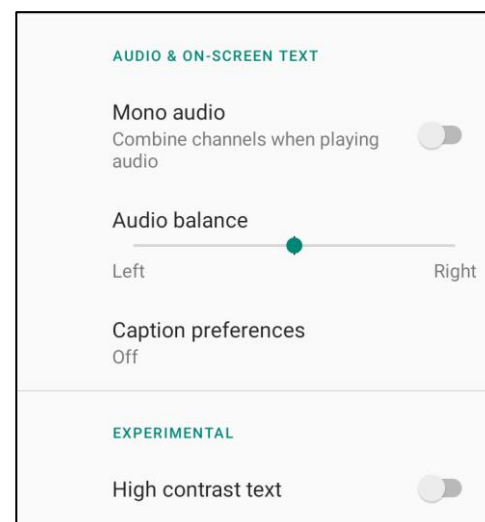 AUDIO & ON-SCREEN TEXT
Mono audio
Combine channels when playing
audio
Audio balance
Left Right
Caption preferences
Off
EXPERIMENTAL
High contrast text